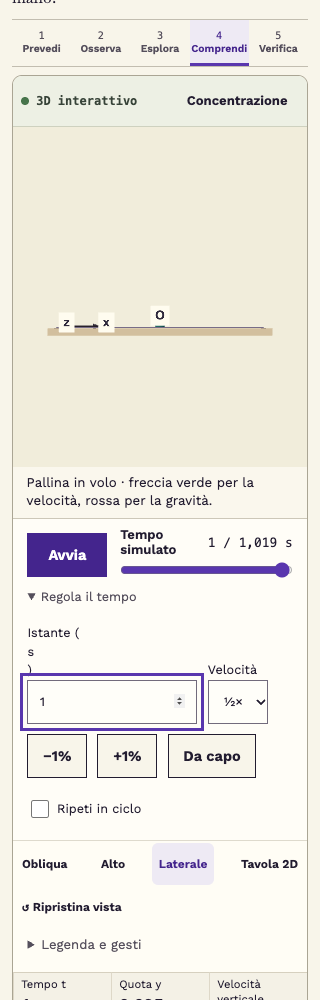 1 2 3 4 5
Prevedi Osserva Esplora Comprendi Verifica
3D interattivo Concentrazione
O
z x
Pallina in volo · freccia verde per la
velocità, rossa per la gravità.
Avvia
Tempo
simulato
1 / 1,019 s
▼ Regola il tempo
Istante (
s
)
Velocità
1
½×
−1% +1% Da capo
Ripeti in ciclo
Obliqua Alto Laterale Tavola 2D
↺ Ripristina vista
▶ Legenda e gesti
Tempo t Quota y Velocità
verticale